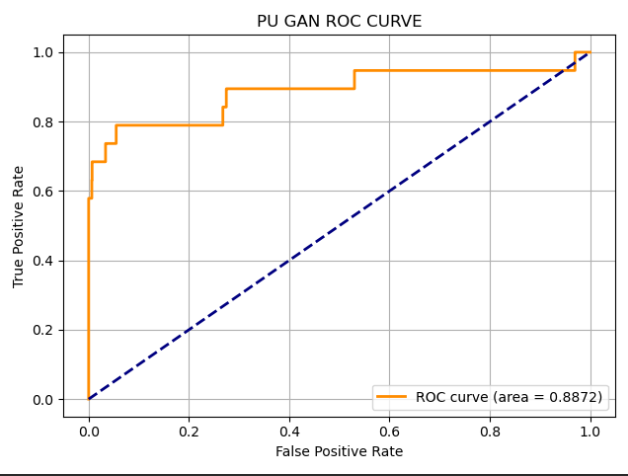 PU GAN ROC CURVE
1.0
0.8
0.6
0.4
0.2
0.0
True Positive Rate
ROC curve (area = 0.8872)
0.0 0.2 0.4 0.6 0.8 1.0
False Positive Rate